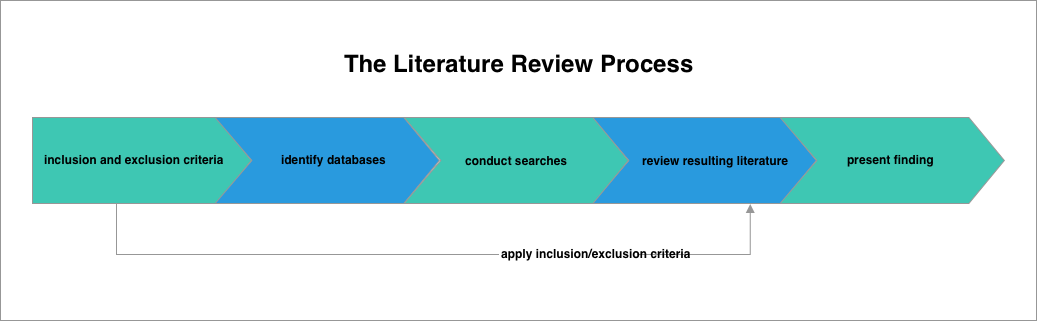 The Literature Review Process
inclusion and exclusion criteria
identify databases
conduct searches
review resulting literature
present finding
apply inclusion/exclusion criteria